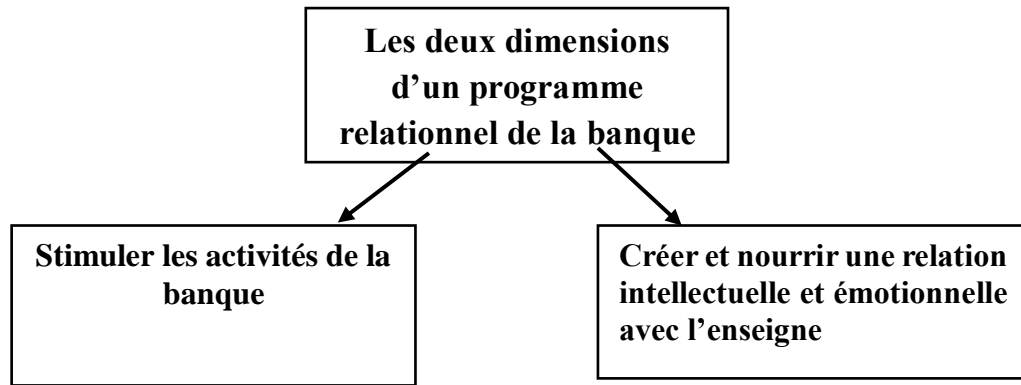 Les deux dimensions
d’un programme
relationnel de la banque
Stimuler les activités de la
banque
Créer et nourrir une relation
intellectuelle et émotionnelle
avec l’enseigne